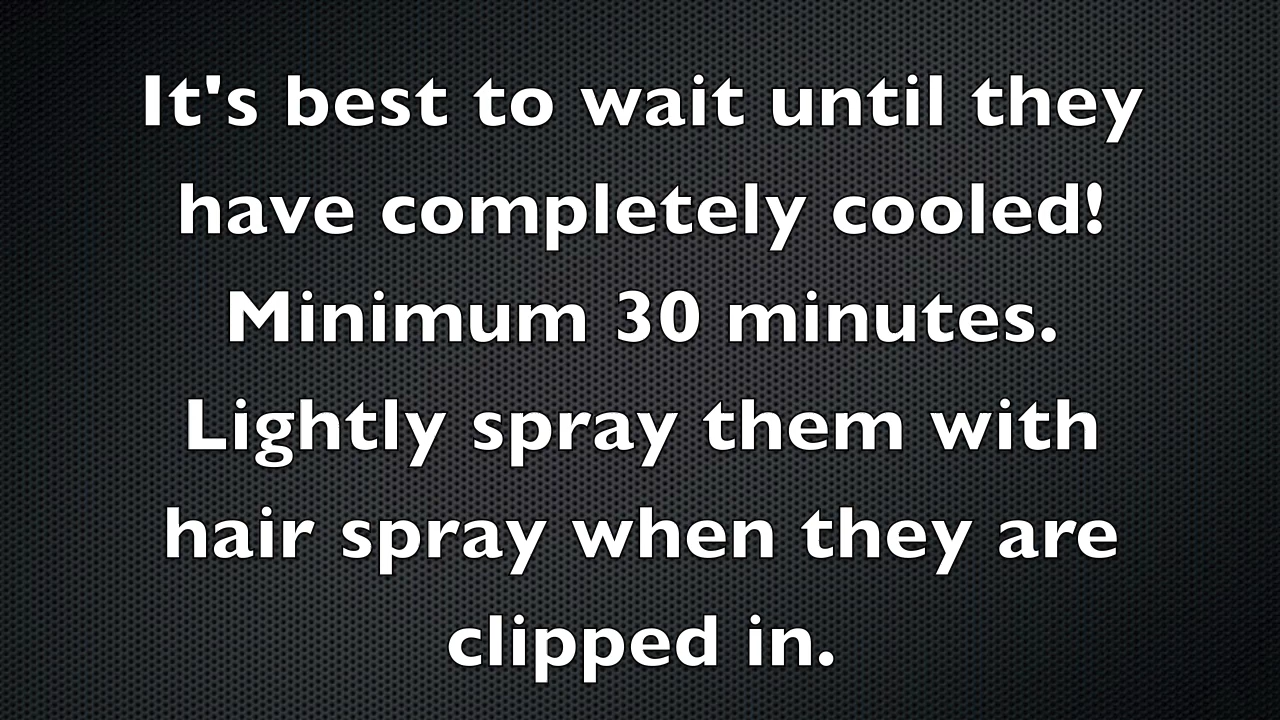 It's best to wait until they
have completely cooled!
Minimum 30 minutes.
Lightly spray them with
hair spray when they are
clipped in.